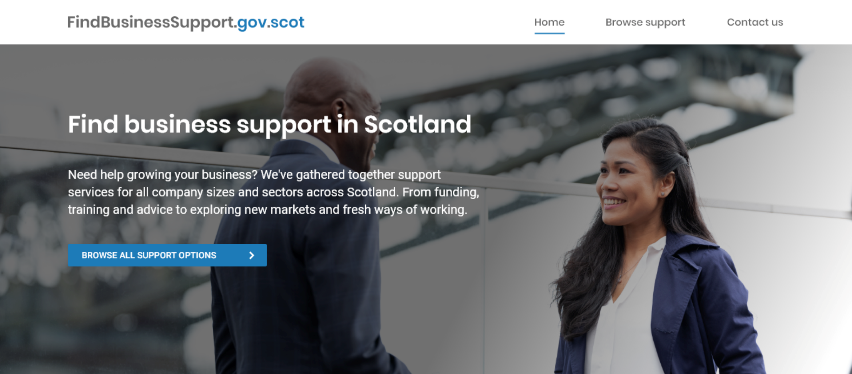 FindBusinessSupport.gov.scot
Home
Browse support
Contact us
Find business support in Scotland
Need help growing your business? We've gathered together support
services for all company sizes and sectors across Scotland. From funding,
training and advice to exploring new markets and fresh ways of working.
BROWSE ALL SUPPORT OPTIONS